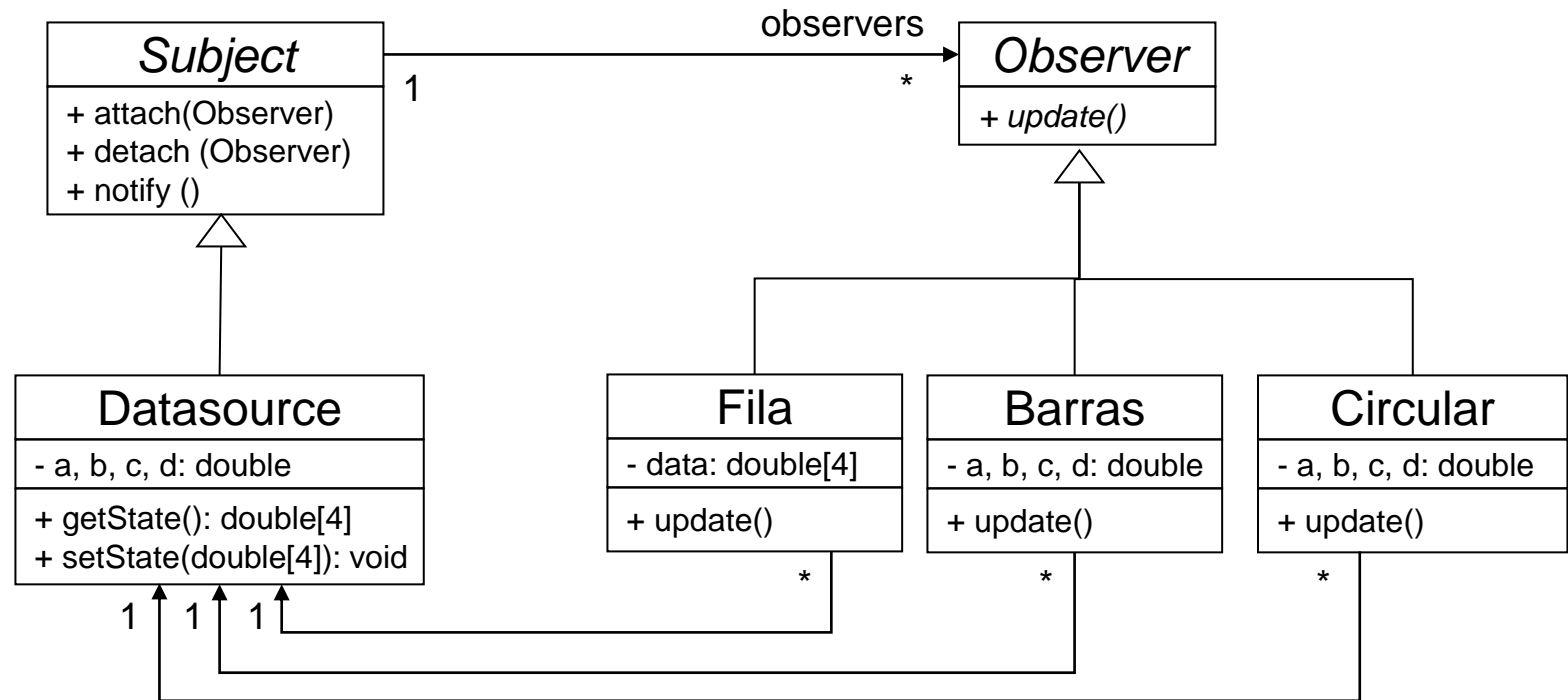 observers
Subject
Observer
1
*
+ attach(Observer)
+ detach (Observer)
+ notify ()
+ update()
Datasource
- a, b, c, d: double
+ getState(): double[4]
+ setState(double[4]): void
Fila
- data: double[4]
+ update()
Barras
- a, b, c, d: double
+ update()
Circular
- a, b, c, d: double
+ update()
*
*
*
1
1
1